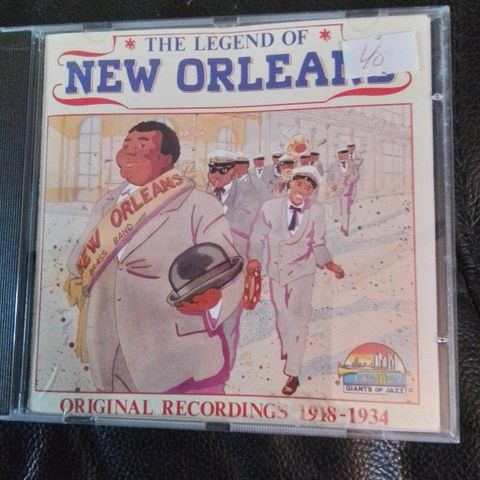 THE LEGEND OF
NEW ORLEANS
40
NEW ORLEANS
BRASS BAND
GIANTS OF JAZZ
ORIGINAL RECORDINGS 1918-1934